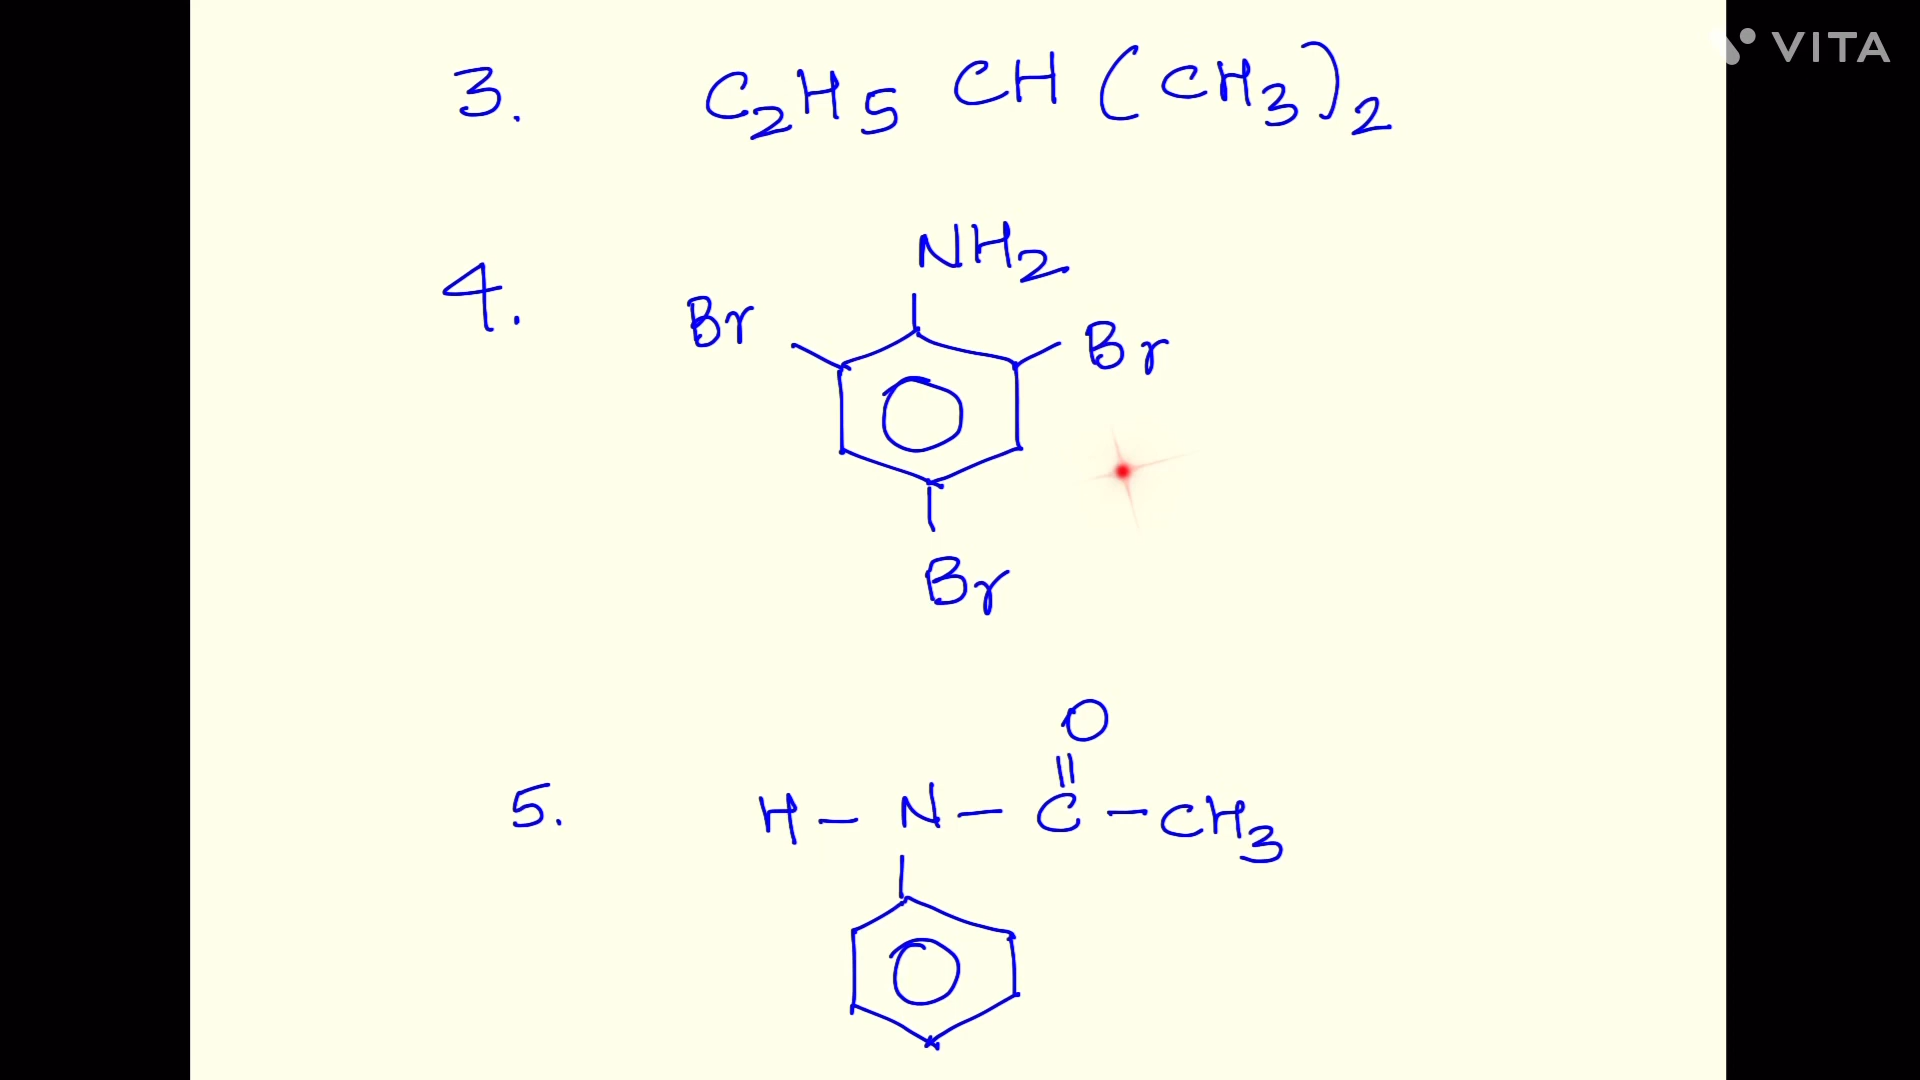 VITA
3. C2H5 CH (CH3)2
NH2
4.
Br
Br
Br
O
5. H – N – C – CH3